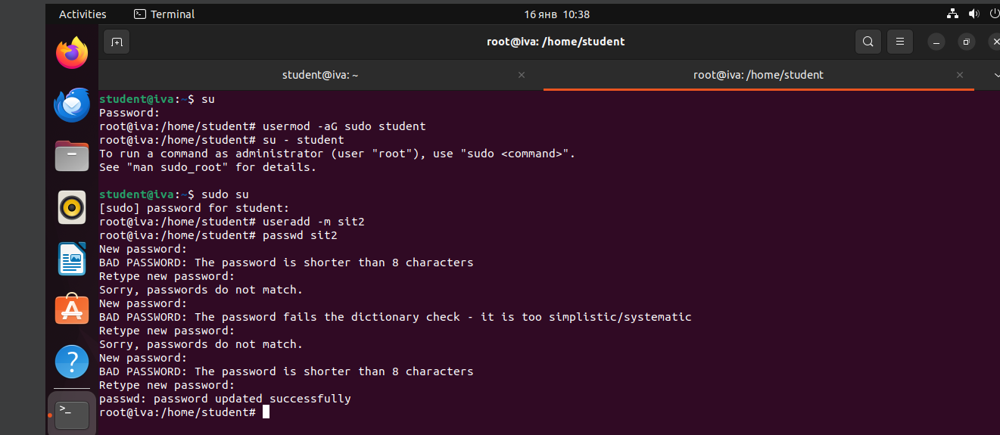 Activities
Terminal
16 янв 10:38
root@iva: /home/student
student@iva: ~
root@iva: /home/student
student@iva:~$ su
Password:
root@iva:/home/student# usermod -aG sudo student
root@iva:/home/student# su - student
To run a command as administrator (user "root"), use "sudo <command>".
See "man sudo_root" for details.
student@iva:~$ sudo su
[sudo] password for student:
root@iva:/home/student# useradd -m sit2
root@iva:/home/student# passwd sit2
New password:
BAD PASSWORD: The password is shorter than 8 characters
Retype new password:
Sorry, passwords do not match.
New password:
BAD PASSWORD: The password fails the dictionary check - it is too simplistic/systematic
Retype new password:
Sorry, passwords do not match.
New password:
BAD PASSWORD: The password is shorter than 8 characters
Retype new password:
passwd: password updated successfully
root@iva:/home/student#